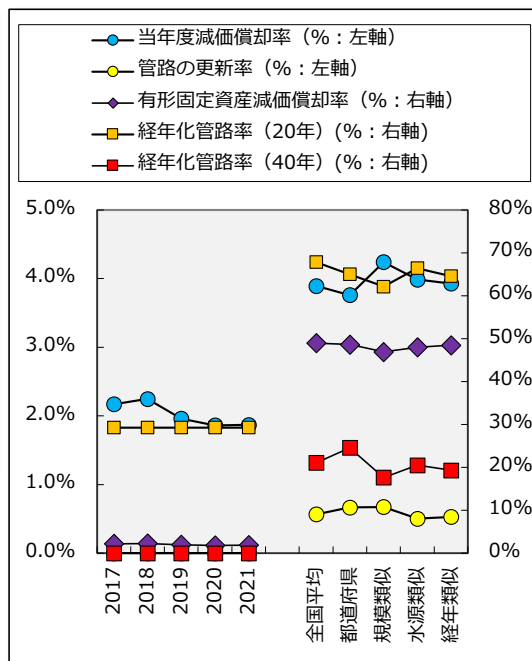 当年度減価償却率（%：左軸）
管路の更新率（%：左軸）
有形固定資産減価償却率（%：右軸）
経年化管路率（20年）(%：右軸)
経年化管路率（40年）(%：右軸)
5.0%
4.0%
3.0%
2.0%
1.0%
0.0%
80%
70%
60%
50%
40%
30%
20%
10%
0%
2017
2018
2019
2020
2021
全国平均
都道府県
規模類似
水源類似
経年類似